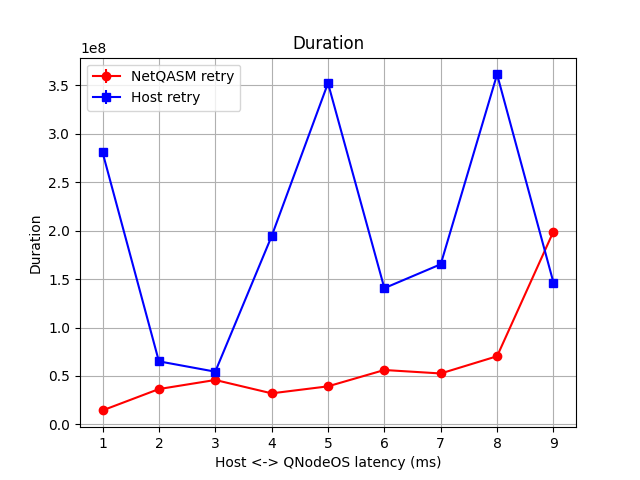 Duration
1e8
NetQASM retry
Host retry
3.5
3.0
2.5
2.0
1.5
1.0
0.5
0.0
Duration
1 2 3 4 5 6 7 8 9
Host <-> QNodeOS latency (ms)